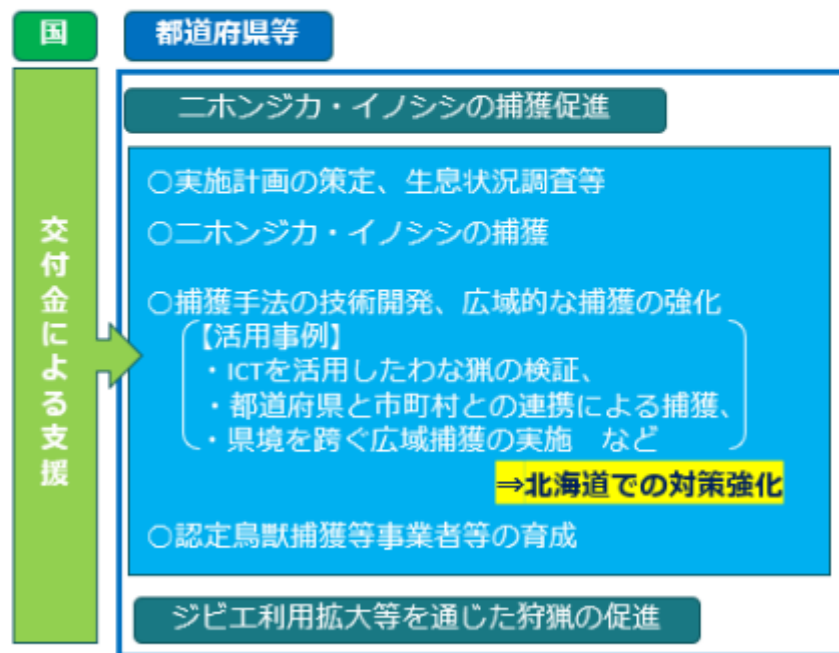 国
都道府県等
交付金による支援
ニホンジカ・イノシシの捕獲促進
○実施計画の策定、生息状況調査等
○ニホンジカ・イノシシの捕獲
○捕獲手法の技術開発、広域的な捕獲の強化
【活用事例】
・ICTを活用したわな猟の検証、
・都道府県と市町村との連携による捕獲、
・県境を跨ぐ広域捕獲の実施　など
⇒北海道での対策強化
○認定鳥獣捕獲等事業者等の育成
ジビエ利用拡大等を通じた狩猟の促進